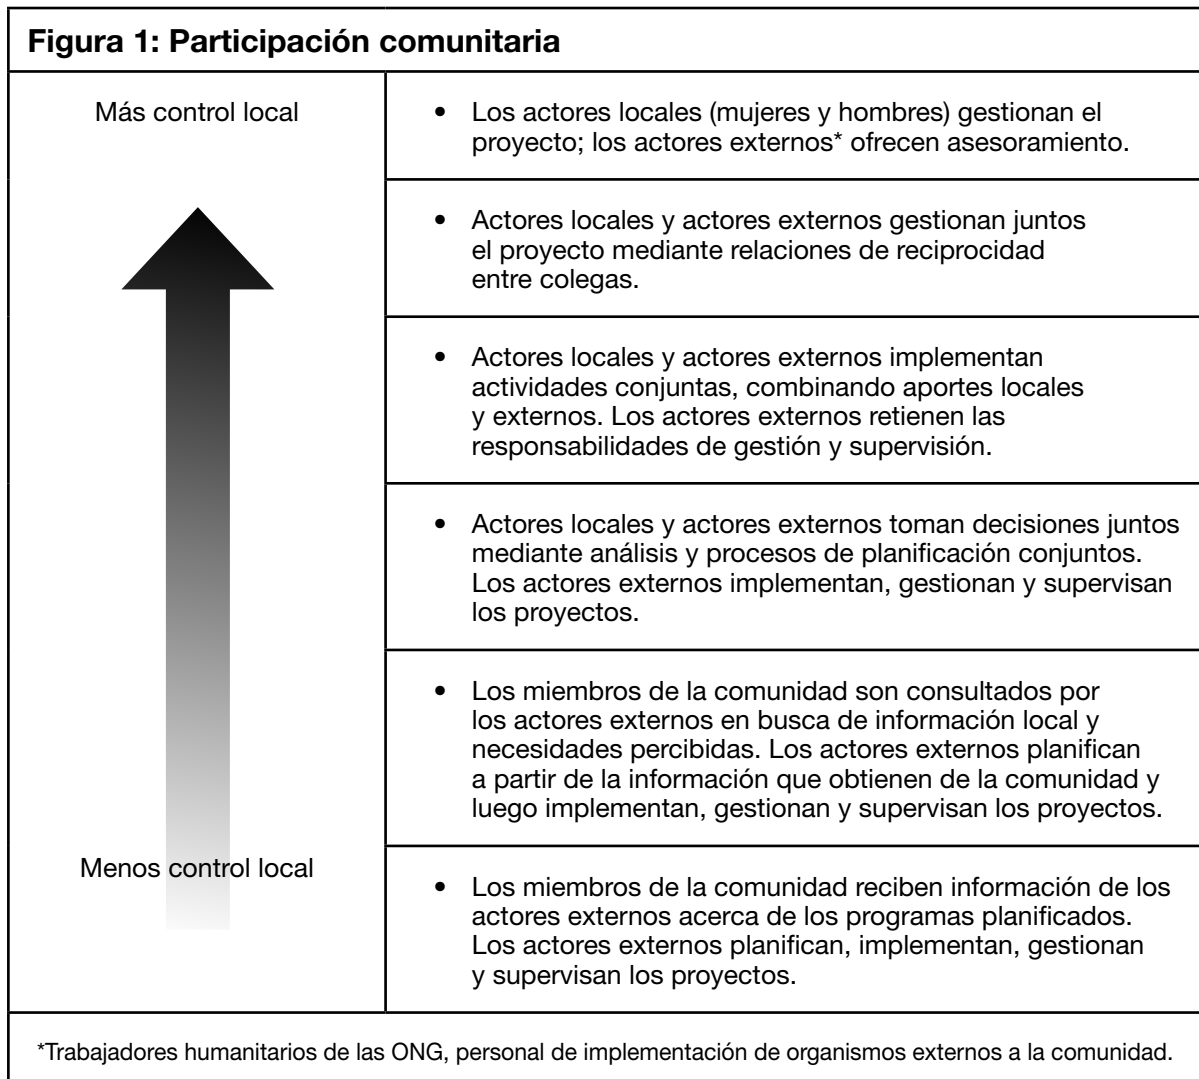 Figura 1: Participación comunitaria
Más control local
• Los actores locales (mujeres y hombres) gestionan el
proyecto; los actores externos* ofrecen asesoramiento.
• Actores locales y actores externos gestionan juntos
el proyecto mediante relaciones de reciprocidad
entre colegas.
• Actores locales y actores externos implementan
actividades conjuntas, combinando aportes locales
y externos. Los actores externos retienen las
responsabilidades de gestión y supervisión.
• Actores locales y actores externos toman decisiones juntos
mediante análisis y procesos de planificación conjuntos.
Los actores externos implementan, gestionan y supervisan
los proyectos.
• Los miembros de la comunidad son consultados por
los actores externos en busca de información local y
necesidades percibidas. Los actores externos planifican
a partir de la información que obtienen de la comunidad y
luego implementan, gestionan y supervisan los proyectos.
Menos control local
• Los miembros de la comunidad reciben información de los
actores externos acerca de los programas planificados.
Los actores externos planifican, implementan, gestionan
y supervisan los proyectos.
*Trabajadores humanitarios de las ONG, personal de implementación de organismos externos a la comunidad.